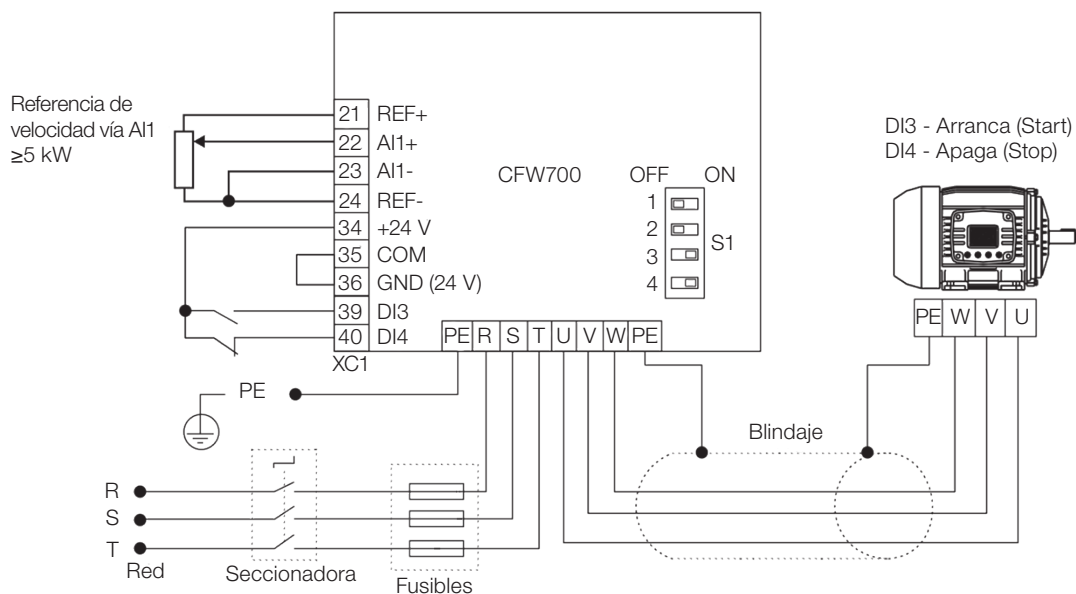 Referencia de
velocidad vía AI1
≥5 kW
21 REF+
22 AI1+
23 AI1-
24 REF-
34 +24 V
35 COM
36 GND (24 V)
39 DI3
40 DI4
XC1
CFW700
OFF ON
1
2
3
4
S1
DI3 - Arranca (Start)
DI4 - Apaga (Stop)
PE R S T U V W PE
PE W V U
PE
Blindaje
R
S
T
Red
Seccionadora
Fusibles